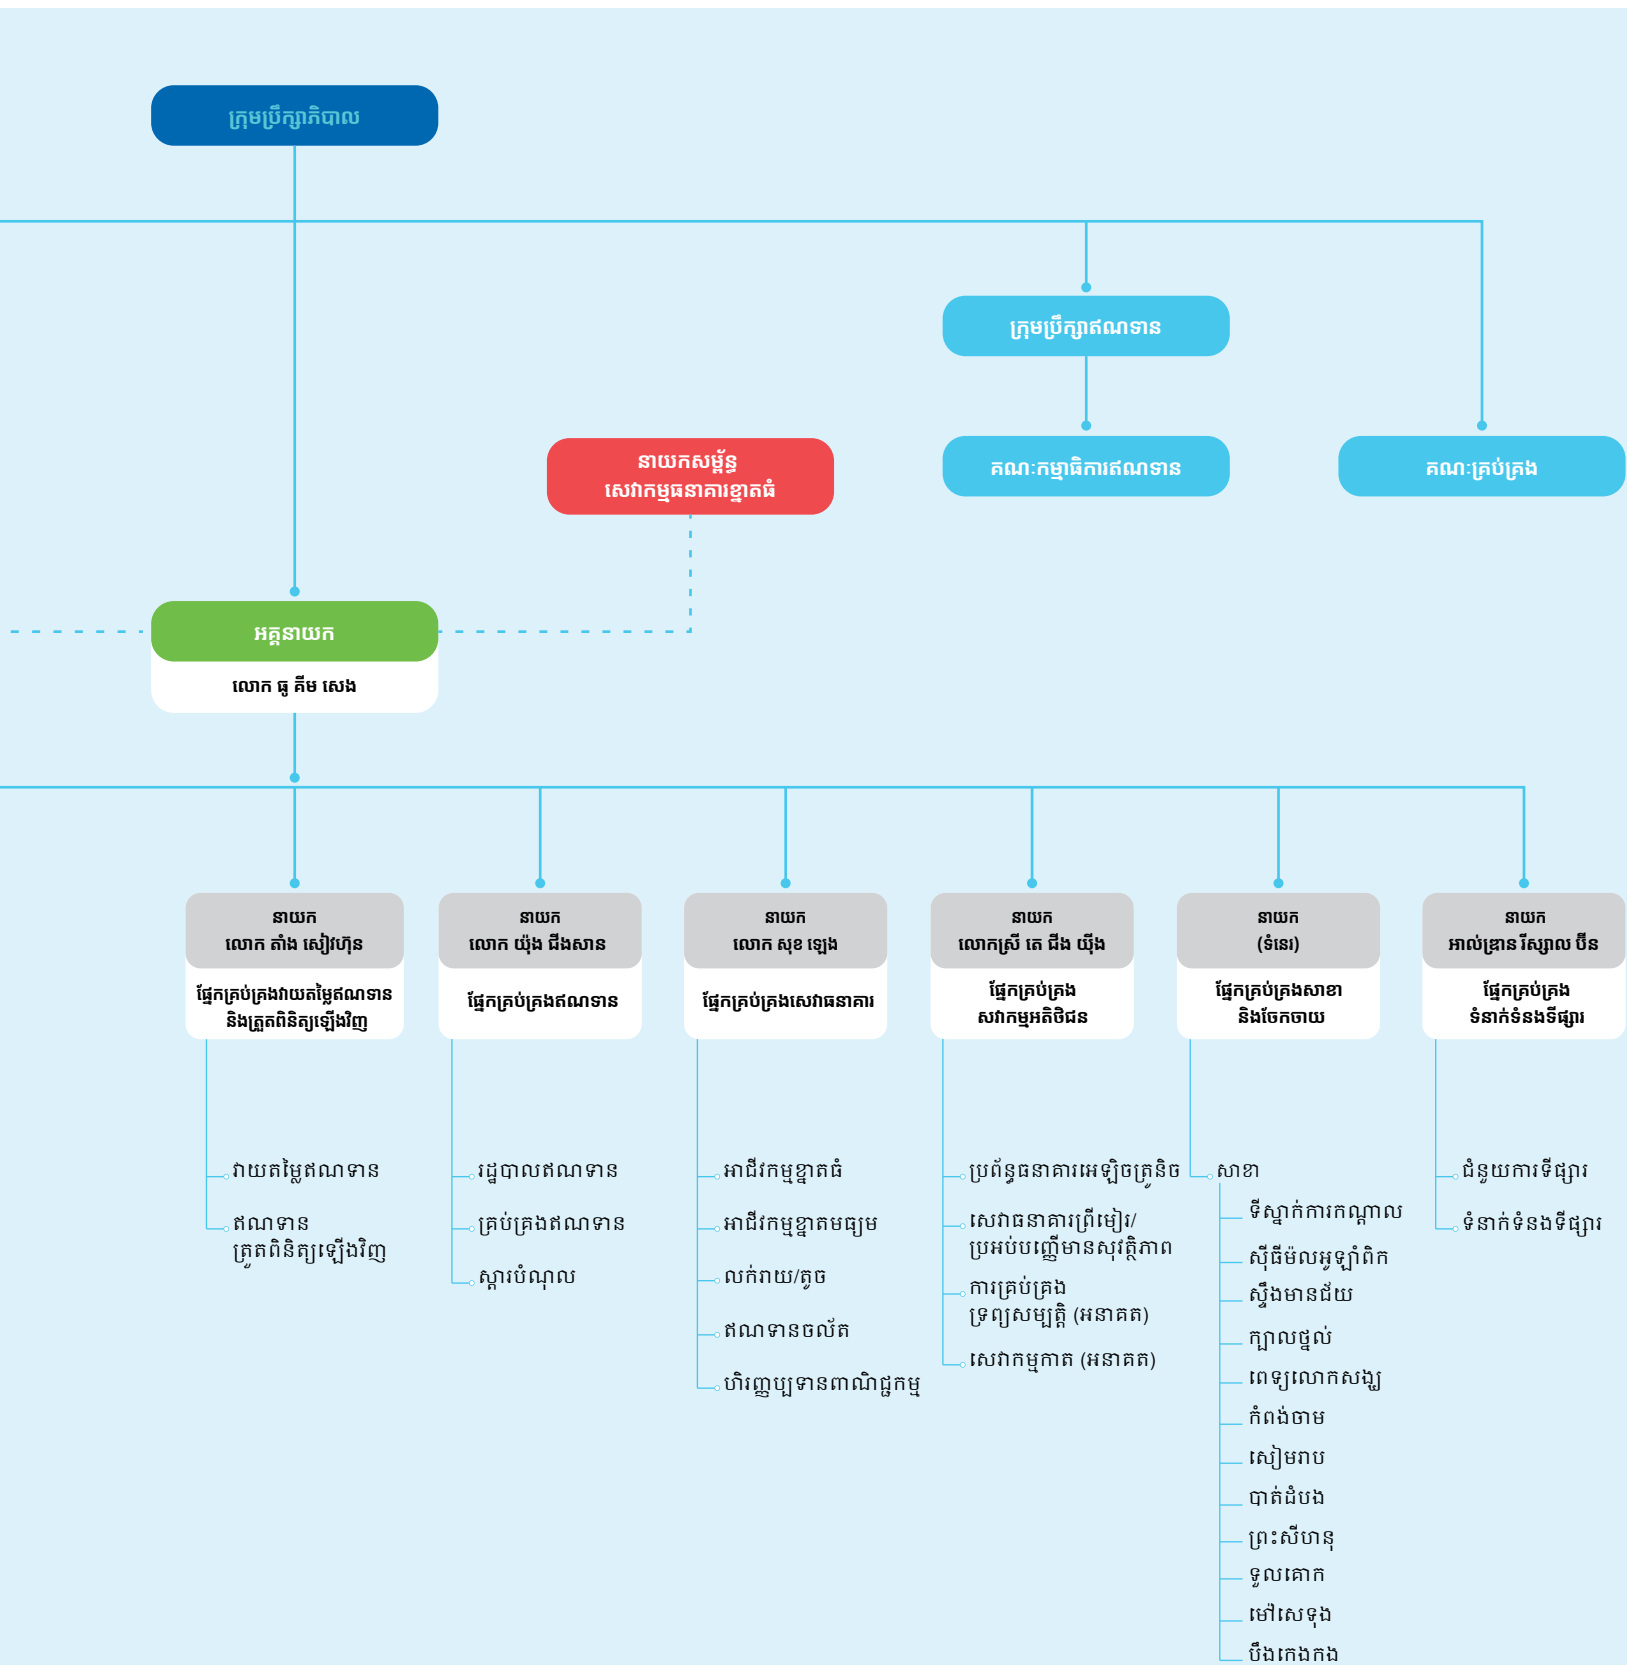 ក្រុមប្រឹក្សាភិបាល
ក្រុមប្រឹក្សាឥណទាន
នាយកសម្ព័ន្ធ
សេវាកម្មធនាគារខ្នាតធំ
គណៈកម្មាធិការឥណទាន
គណៈគ្រប់គ្រង
អគ្គនាយក
លោក ធូ គីម សេង
នាយក
លោក តាំង សៀវហ៊ុន
ផ្នែកគ្រប់គ្រងវាយតម្លៃឥណទាន
និងត្រួតពិនិត្យឡើងវិញ
វាយតម្លៃឥណទាន
ឥណទាន
ត្រួតពិនិត្យឡើងវិញ
នាយក
លោក យ៉ុង ជីងសាន
ផ្នែកគ្រប់គ្រងឥណទាន
រដ្ឋបាលឥណទាន
គ្រប់គ្រងឥណទាន
ស្តារបំណុល
នាយក
លោក សុខ ឡេង
ផ្នែកគ្រប់គ្រងសេវាធនាគារ
អាជីវកម្មខ្នាតធំ
អាជីវកម្មខ្នាតមធ្យម
លក់រាយ/តូច
ឥណទានចល័ត
ហិរញ្ញប្បទានពាណិជ្ជកម្ម
នាយក
លោកស្រី តេ ជីង យ៉ីង
ផ្នែកគ្រប់គ្រង
សវាកម្មអតិថិជន
ប្រព័ន្ធធនាគារអេឡិចត្រូនិច
សេវាធនាគារព្រីមៀរ/
ប្រអប់បញ្ញើមានសុវត្ថិភាព
ការគ្រប់គ្រង
ទ្រព្យសម្បត្តិ (អនាគត)
សេវាកម្មកាត (អនាគត)
នាយក
(ទំនេរ)
ផ្នែកគ្រប់គ្រងសាខា
និងចែកចាយ
សាខា
ទីស្នាក់ការកណ្តាល
ស៊ីធីម៉លអូឡាំពិក
ស្ទឹងមានជ័យ
ក្បាលថ្នល់
ពេទ្យលោកសង្ឃ
កំពង់ចាម
សៀមរាប
បាត់ដំបង
ព្រះសីហនុ
ទួលគោក
ម៉ៅសេទុង
បឹងកេងកង
នាយក
អាល់ឌ្រាន រីស្សាល ប៊ីន
ផ្នែកគ្រប់គ្រង
ទំនាក់ទំនងទីផ្សារ
ជំនួយការទីផ្សារ
ទំនាក់ទំនងទីផ្សារ